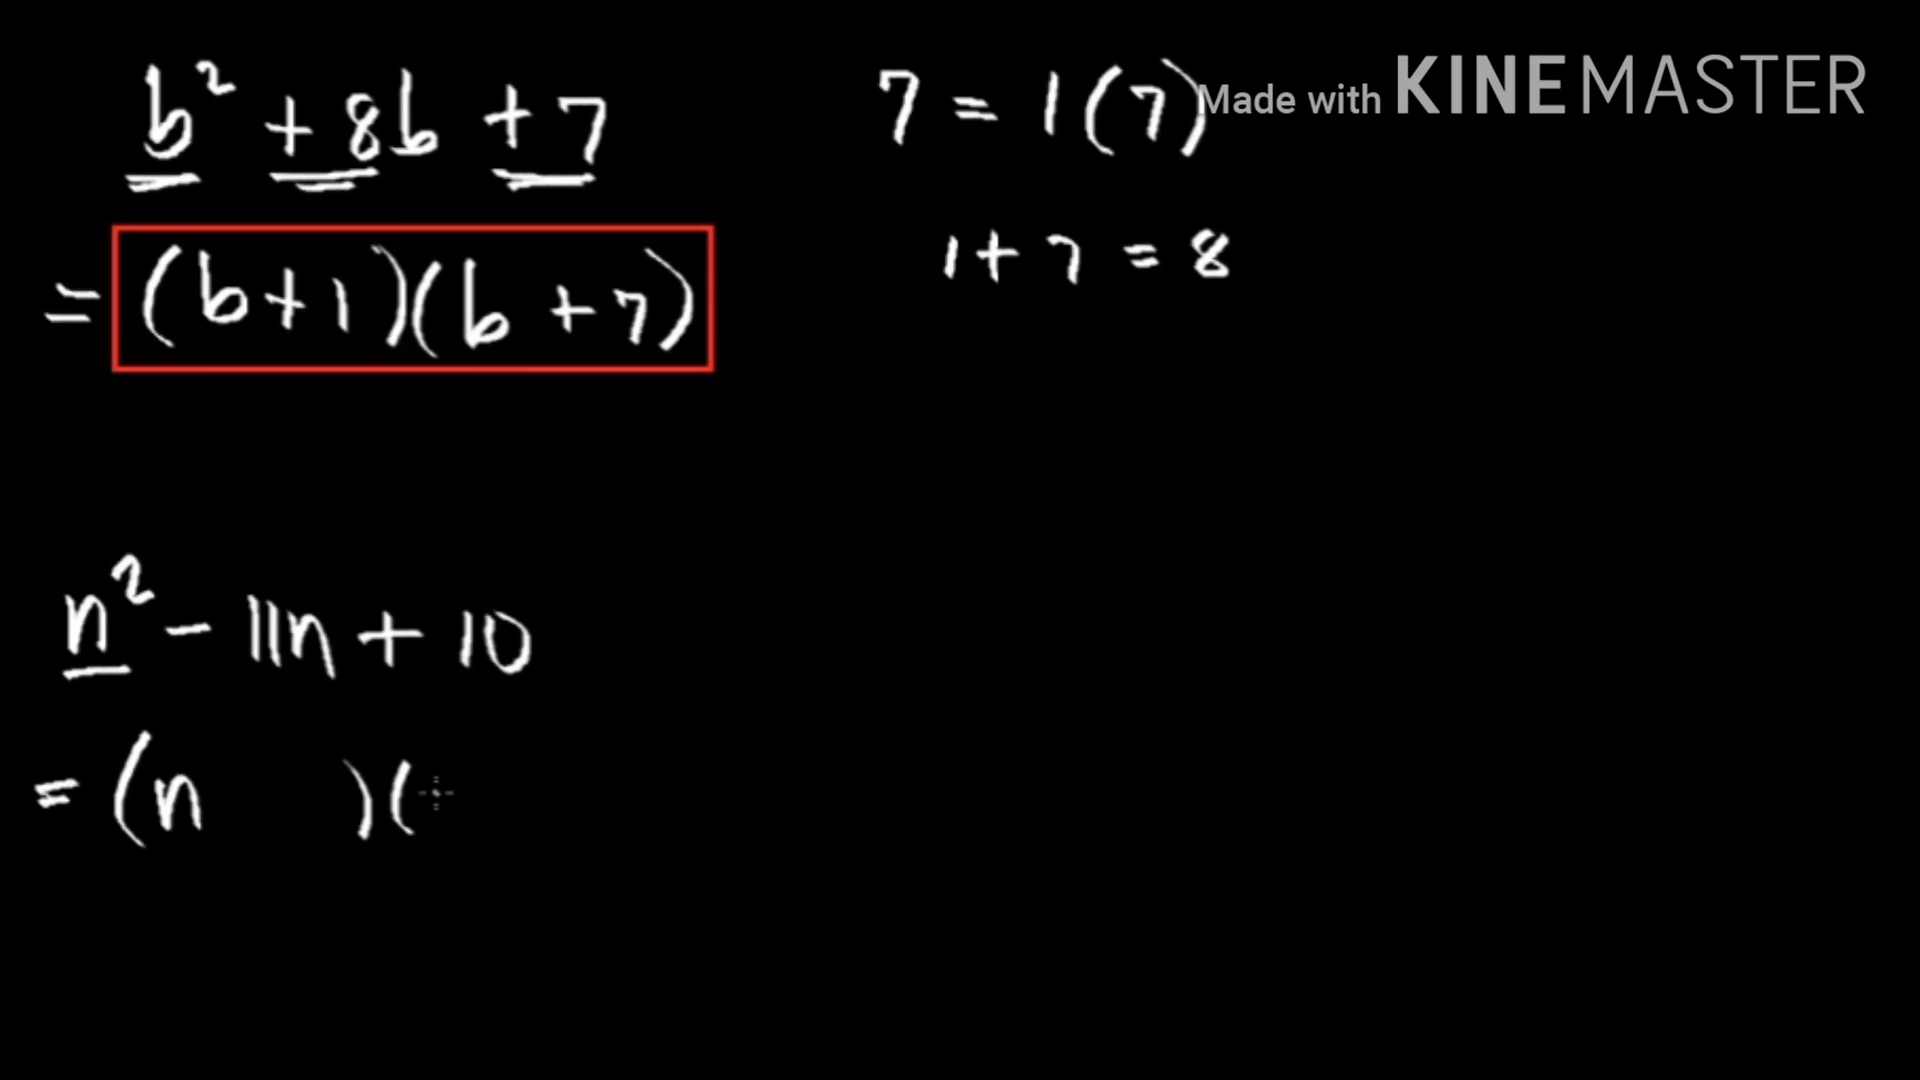 b² + 8b + 7
= (b + 1)(b + 7)
7 = 1(7)
1 + 7 = 8
Made with KINEMASTER
n² - 11n + 10
= (n )(